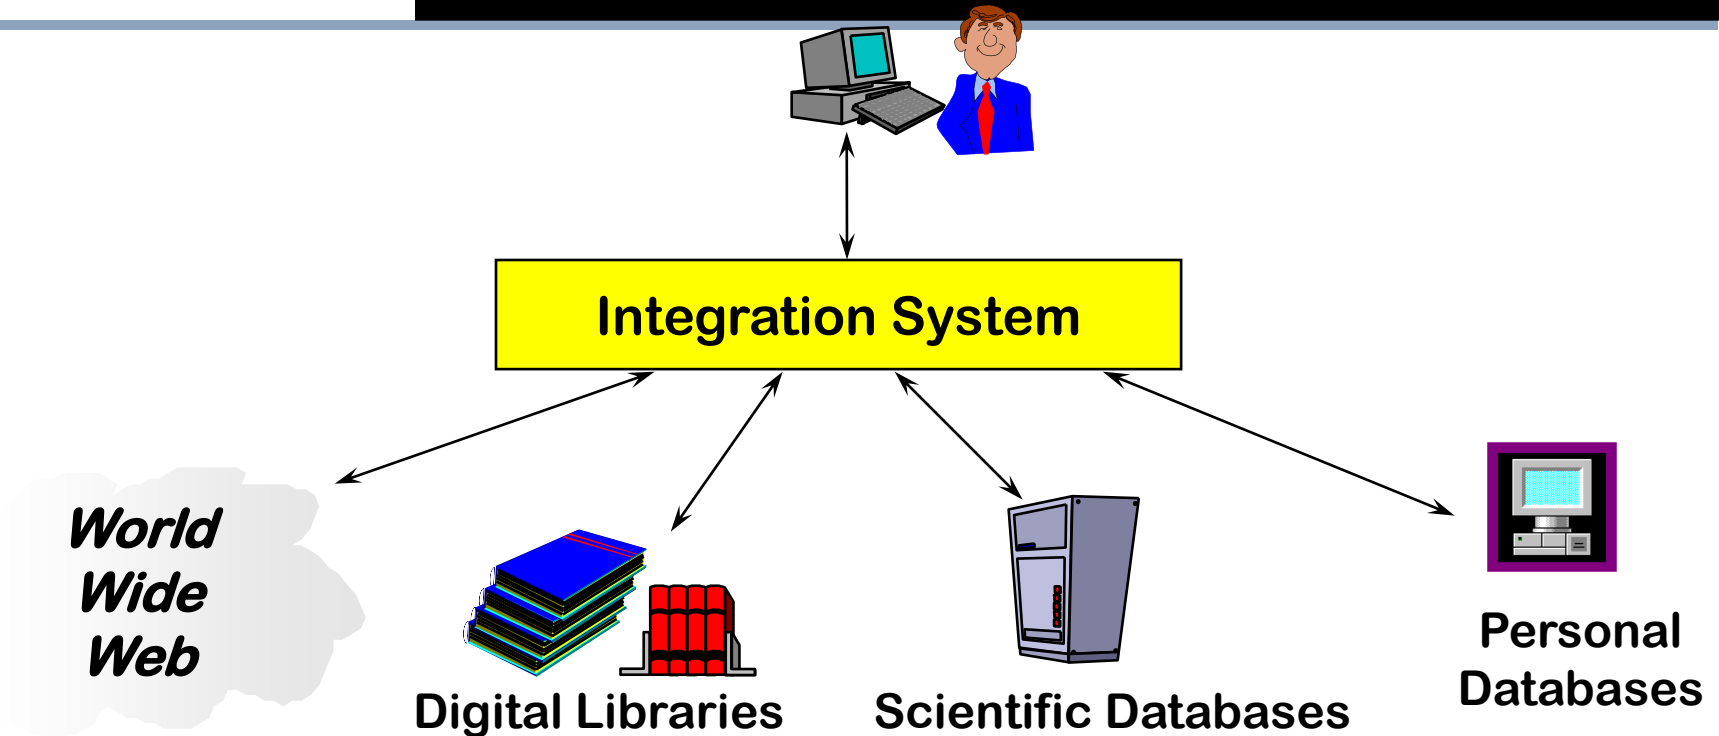 Integration System
World
Wide
Web
Digital Libraries
Scientific Databases
Personal
Databases